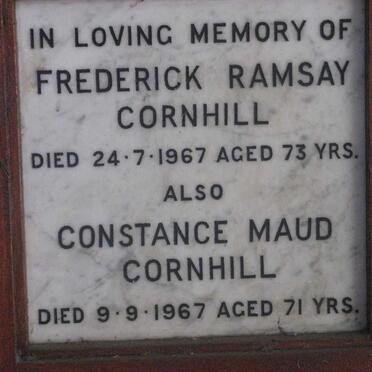 IN LOVING MEMORY OF
FREDERICK RAMSAY
CORNHILL
DIED 24·7·1967 AGED 73 YRS.
ALSO
CONSTANCE MAUD
CORNHILL
DIED 9·9·1967 AGED 71 YRS.